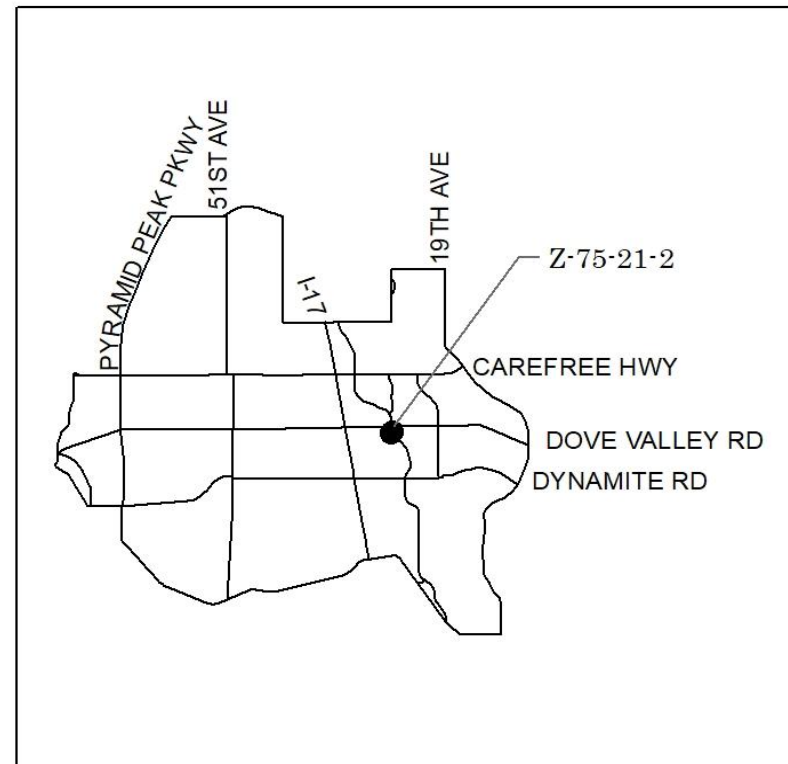 PYRAMID PEAK PKWY
51ST AVE
19TH AVE
I-17
Z-75-21-2
CAREFREE HWY
DOVE VALLEY RD
DYNAMITE RD